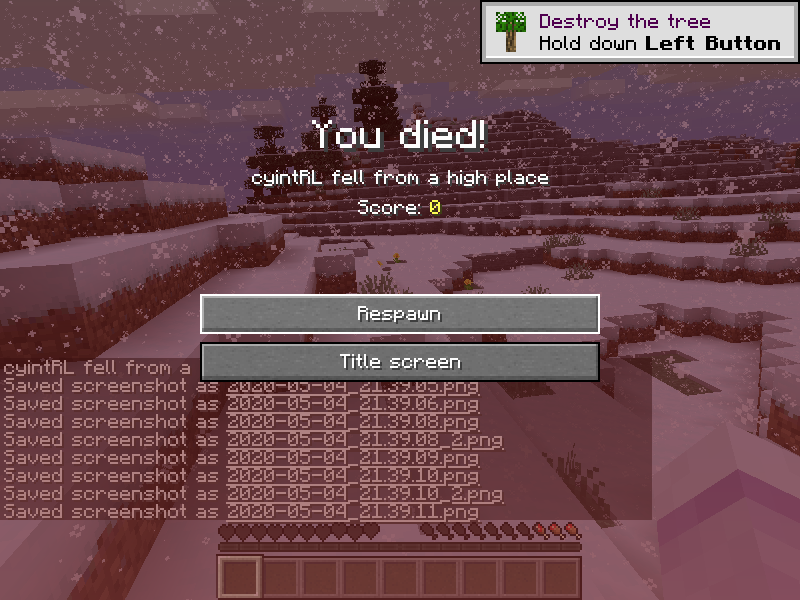 Destroy the tree
Hold down Left Button
You died!
cyintRL fell from a high place
Score: 0
Respawn
Title screen
cyintRL fell from a
Saved screenshot as 2020-05-04_21.39.05.png
Saved screenshot as 2020-05-04_21.39.06.png
Saved screenshot as 2020-05-04_21.39.08.png
Saved screenshot as 2020-05-04_21.39.08_2.png
Saved screenshot as 2020-05-04_21.39.09.png
Saved screenshot as 2020-05-04_21.39.10.png
Saved screenshot as 2020-05-04_21.39.10_2.png
Saved screenshot as 2020-05-04_21.39.11.png